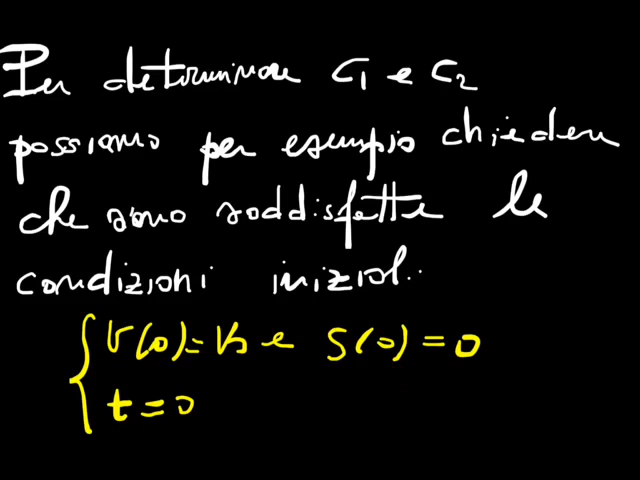 Per determinare C1 e C2
possiamo per esempio chiedere
che siano soddisfatte le
condizioni iniziali
v(0)=v0 e s(0)=0
t=0